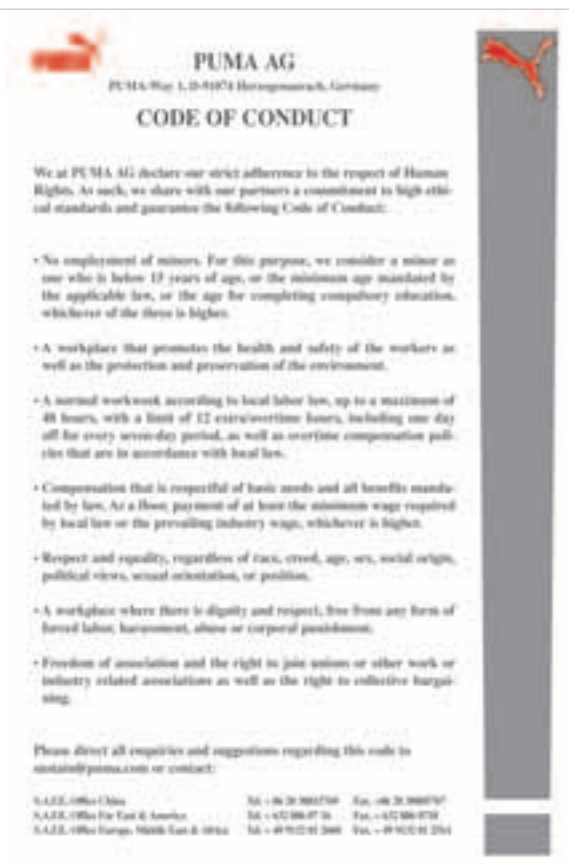 PUMA
PUMA AG
PUMA Way 1, D-91074 Herzogenaurach, Germany
CODE OF CONDUCT
We at PUMA AG declare our strict adherence to the respect of Human
Rights. As such, we share with our partners a commitment to high ethi-
cal standards and guarantee the following Code of Conduct:
• No employment of minors. For this purpose, we consider a minor as
one who is below 15 years of age, or the minimum age mandated by
the applicable law, or the age for completing compulsory education,
whichever of the three is higher.
• A workplace that promotes the health and safety of the workers as
well as the protection and preservation of the environment.
• A normal workweek according to local labor law, up to a maximum of
48 hours, with a limit of 12 extra/overtime hours, including one day
off for every seven-day period, as well as overtime compensation poli-
cies that are in accordance with local law.
• Compensation that is respectful of basic needs and all benefits manda-
ted by law. As a floor, payment of at least the minimum wage required
by local law or the prevailing industry wage, whichever is higher.
• Respect and equality, regardless of race, creed, age, sex, social origin,
political views, sexual orientation, or position.
• A workplace where there is dignity and respect, free from any form of
forced labor, harassment, abuse or corporal punishment.
• Freedom of association and the right to join unions or other work or
industry related associations as well as the right to collective bargai-
ning.
Please direct all enquiries and suggestions regarding this code to
sustain@puma.com or contact:
S.A.F.E. Office China Tel. Fax.
S.A.F.E. Office Far East & America Tel. Fax.
S.A.F.E. Office Europe, Middle East & Africa Tel. Fax.